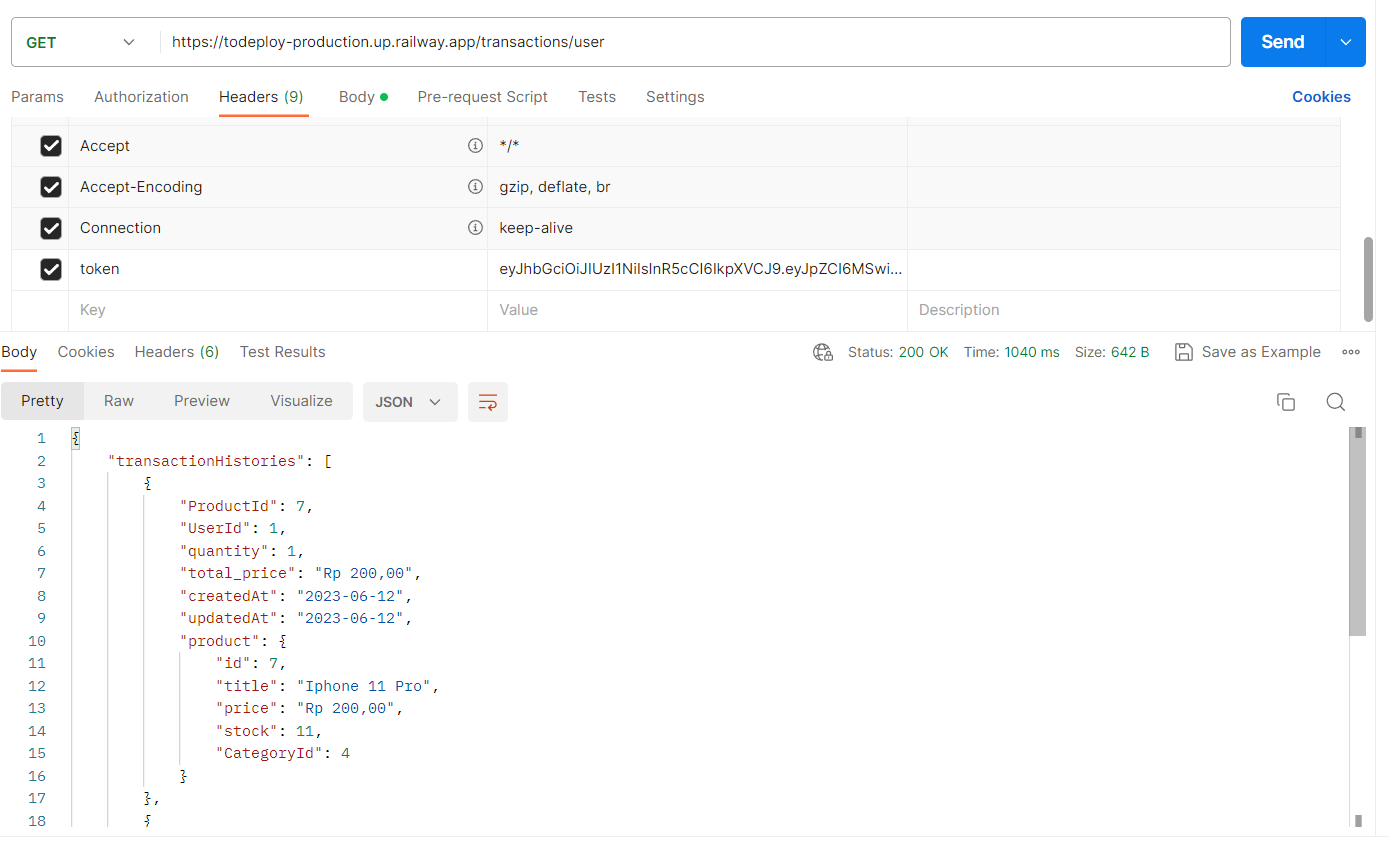 GET https://todeploy-production.up.railway.app/transactions/user Send
Params Authorization Headers (9) Body Pre-request Script Tests Settings Cookies
Accept */*
Accept-Encoding gzip, deflate, br
Connection keep-alive
token eyJhbGciOiJIUzI1NiIsInR5cCI6IkpXVCJ9.eyJpZCI6MSwi...
Key Value Description
Body Cookies Headers (6) Test Results Status: 200 OK Time: 1040 ms Size: 642 B Save as Example
Pretty Raw Preview Visualize JSON
1 {
2 "transactionHistories": [
3 {
4 "ProductId": 7,
5 "UserId": 1,
6 "quantity": 1,
7 "total_price": "Rp 200,00",
8 "createdAt": "2023-06-12",
9 "updatedAt": "2023-06-12",
10 "product": {
11 "id": 7,
12 "title": "Iphone 11 Pro",
13 "price": "Rp 200,00",
14 "stock": 11,
15 "CategoryId": 4
16 }
17 },
18 {